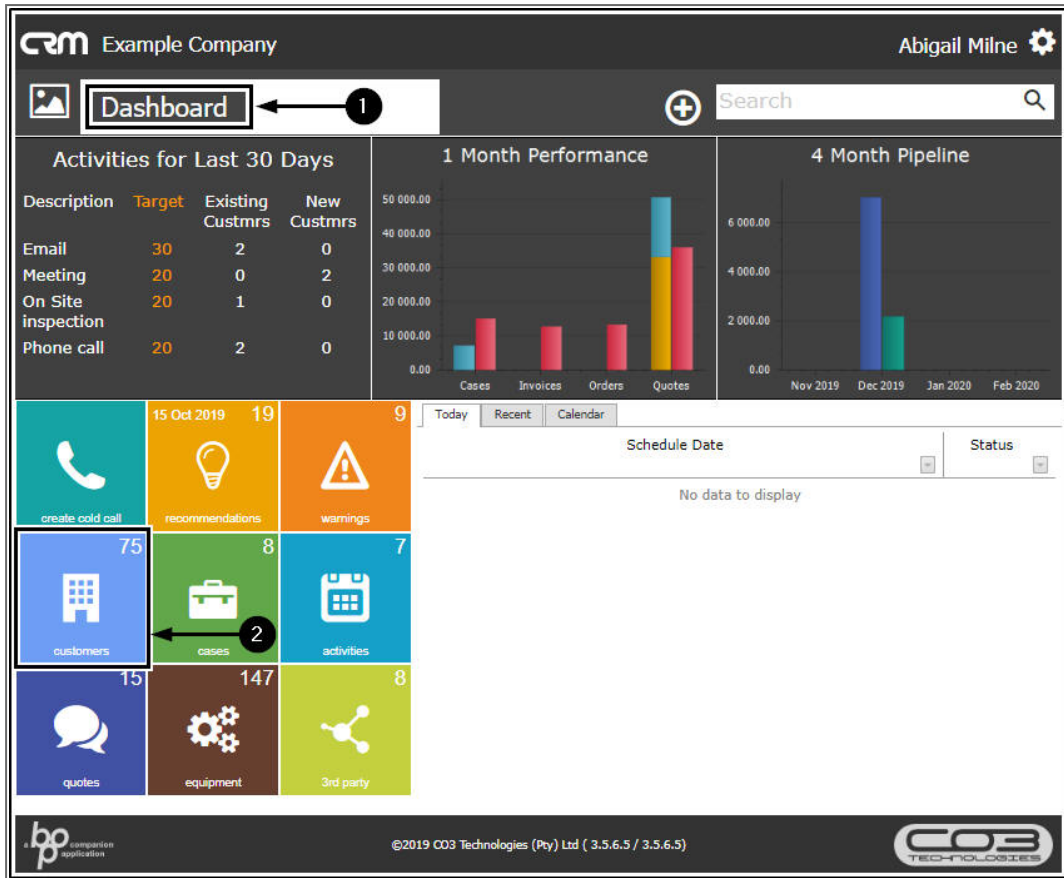 CRM Example Company
Abigail Milne
Dashboard
1
Search
Activities for Last 30 Days
Description Target Existing Custmrs New Custmrs
Email 30 2 0
Meeting 20 0 2
On Site inspection 20 1 0
Phone call 20 2 0
1 Month Performance
50 000.00
40 000.00
30 000.00
20 000.00
10 000.00
0.00
Cases Invoices Orders Quotes
4 Month Pipeline
6 000.00
4 000.00
2 000.00
0.00
Nov 2019 Dec 2019 Jan 2020 Feb 2020
create cold call
15 Oct 2019 19
recommendations
9
warnings
75
customers
2
8
cases
7
activities
15
quotes
147
equipment
8
3rd party
Today Recent Calendar
Schedule Date Status
No data to display
a bpo companion application
©2019 CO3 Technologies (Pty) Ltd ( 3.5.6.5 / 3.5.6.5)
CO3
TECHNOLOGIES